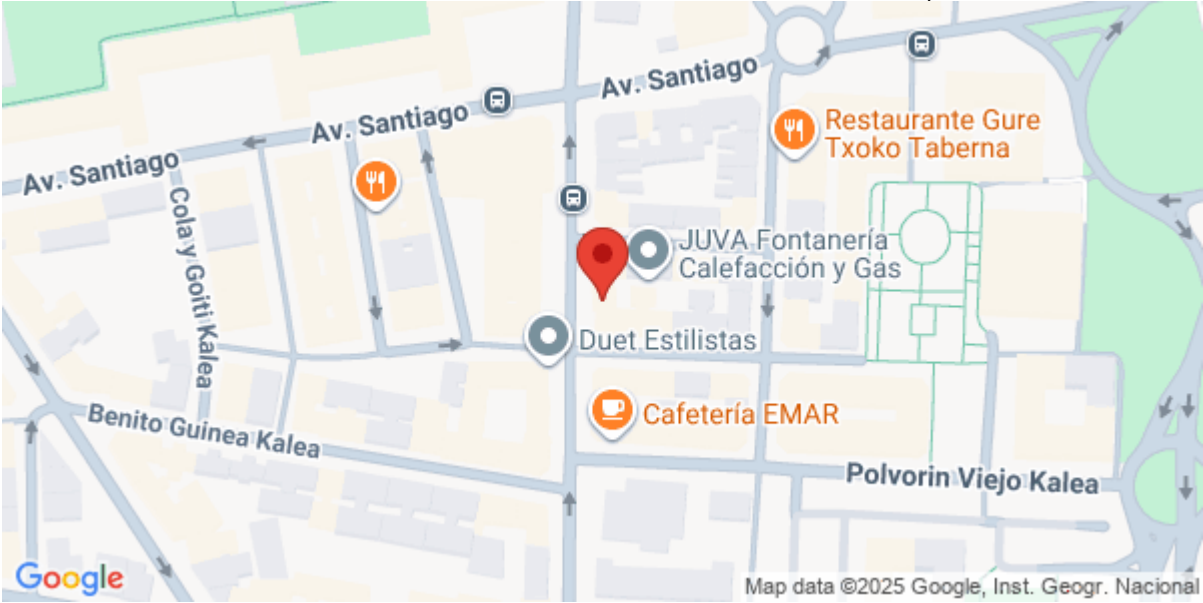 Av. Santiago
Av. Santiago
Av. Santiago
Restaurante Gure
Txoko Taberna
Cola y Goiti Kalea
JUVA Fontanería
Calefacción y Gas
Duet Estilistas
Cafetería EMAR
Benito Guinea Kalea
Polvorin Viejo Kalea
Google
Map data ©2025 Google, Inst. Geogr. Nacional